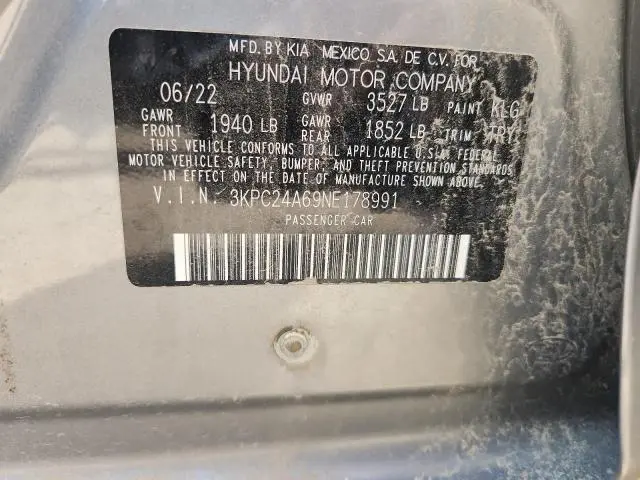 MFD. BY KIA MEXICO S.A. DE C.V. FOR
HYUNDAI MOTOR COMPANY
06/22 GVWR 3527 LB PAINT KLG
GAWR FRONT 1940 LB GAWR REAR 1852 LB TRIM TRY
THIS VEHICLE CONFORMS TO ALL APPLICABLE U.S.A. FEDERAL
MOTOR VEHICLE SAFETY, BUMPER, AND THEFT PREVENTION STANDARDS
IN EFFECT ON THE DATE OF MANUFACTURE SHOWN ABOVE.
V.I.N. 3KPC24A69NE178991
PASSENGER CAR